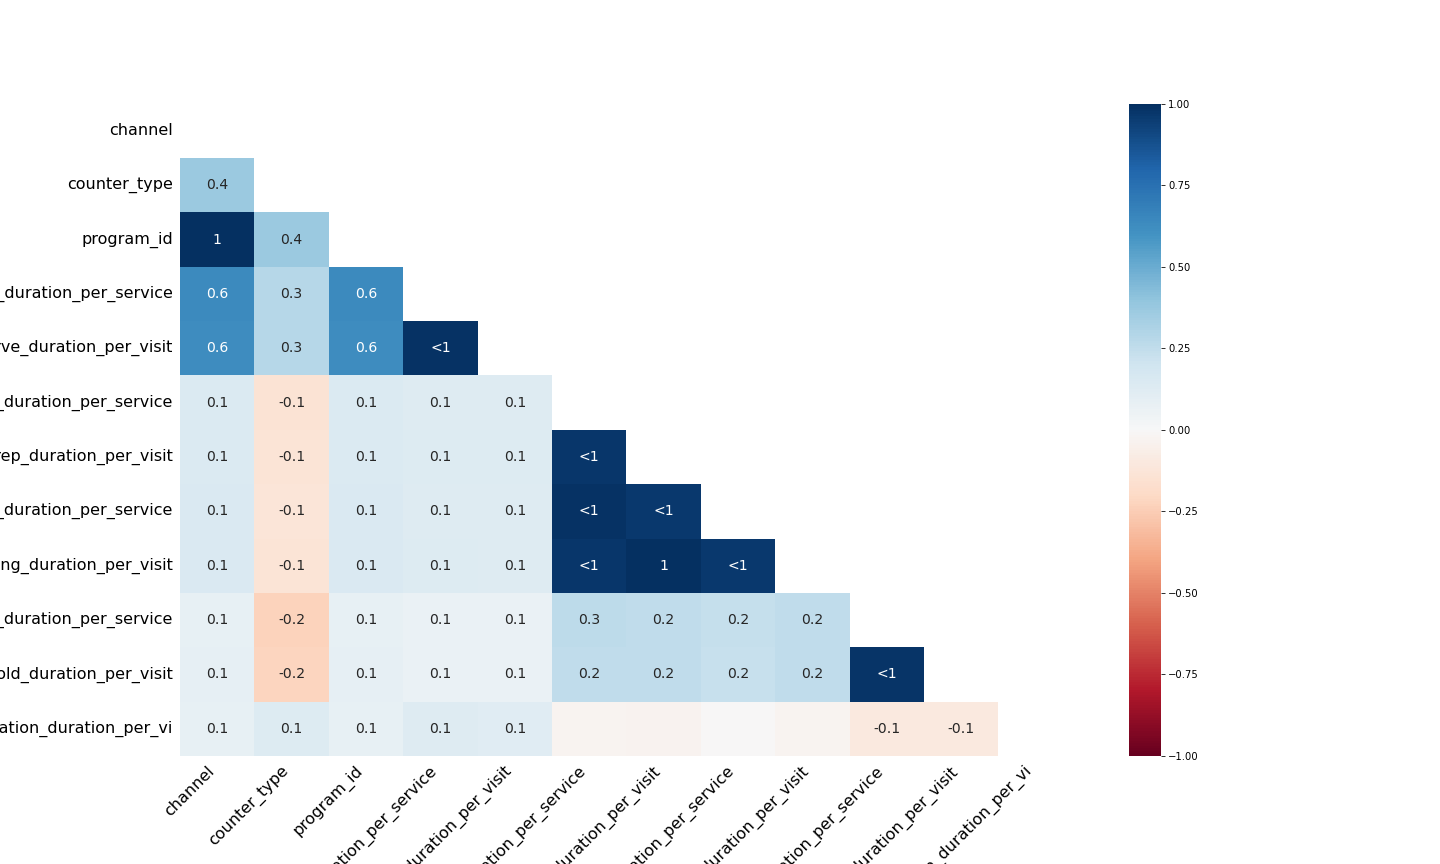 channel
counter_type
0.4
program_id
1 0.4
_duration_per_service
0.6 0.3 0.6
ve_duration_per_visit
0.6 0.3 0.6 <1
_duration_per_service
0.1 -0.1 0.1 0.1 0.1
ep_duration_per_visit
0.1 -0.1 0.1 0.1 0.1 <1
_duration_per_service
0.1 -0.1 0.1 0.1 0.1 <1 <1
ng_duration_per_visit
0.1 -0.1 0.1 0.1 0.1 <1 1 <1
_duration_per_service
0.1 -0.2 0.1 0.1 0.1 0.3 0.2 0.2 0.2
old_duration_per_visit
0.1 -0.2 0.1 0.1 0.1 0.2 0.2 0.2 0.2 <1
ation_duration_per_vi
0.1 0.1 0.1 0.1 0.1 -0.1 -0.1
channel
counter_type
program_id
ation_per_service
duration_per_visit
ation_per_service
duration_per_visit
ation_per_service
duration_per_visit
ation_per_service
duration_per_visit
n_duration_per_vi
1.00
0.75
0.50
0.25
0.00
−0.25
−0.50
−0.75
−1.00